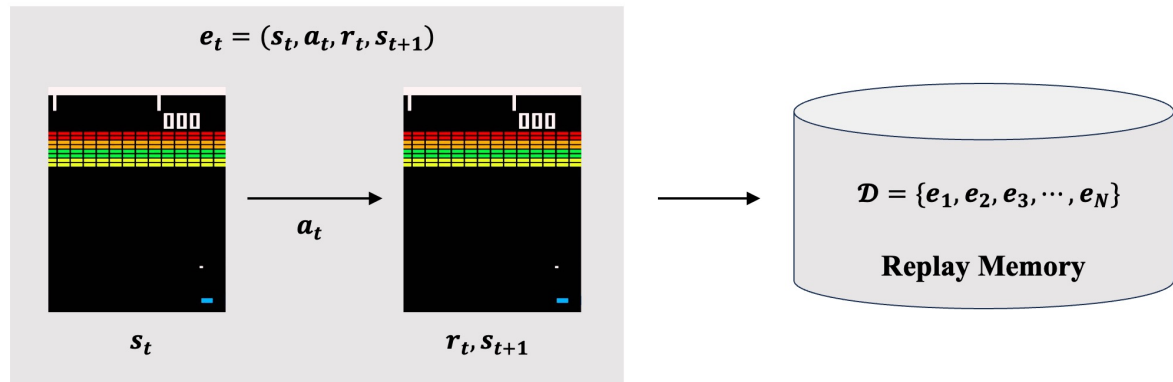 e_t = (s_t, a_t, r_t, s_{t+1})
000
000
a_t
s_t
r_t, s_{t+1}
𝓓 = {e_1, e_2, e_3, ⋯, e_N}
Replay Memory